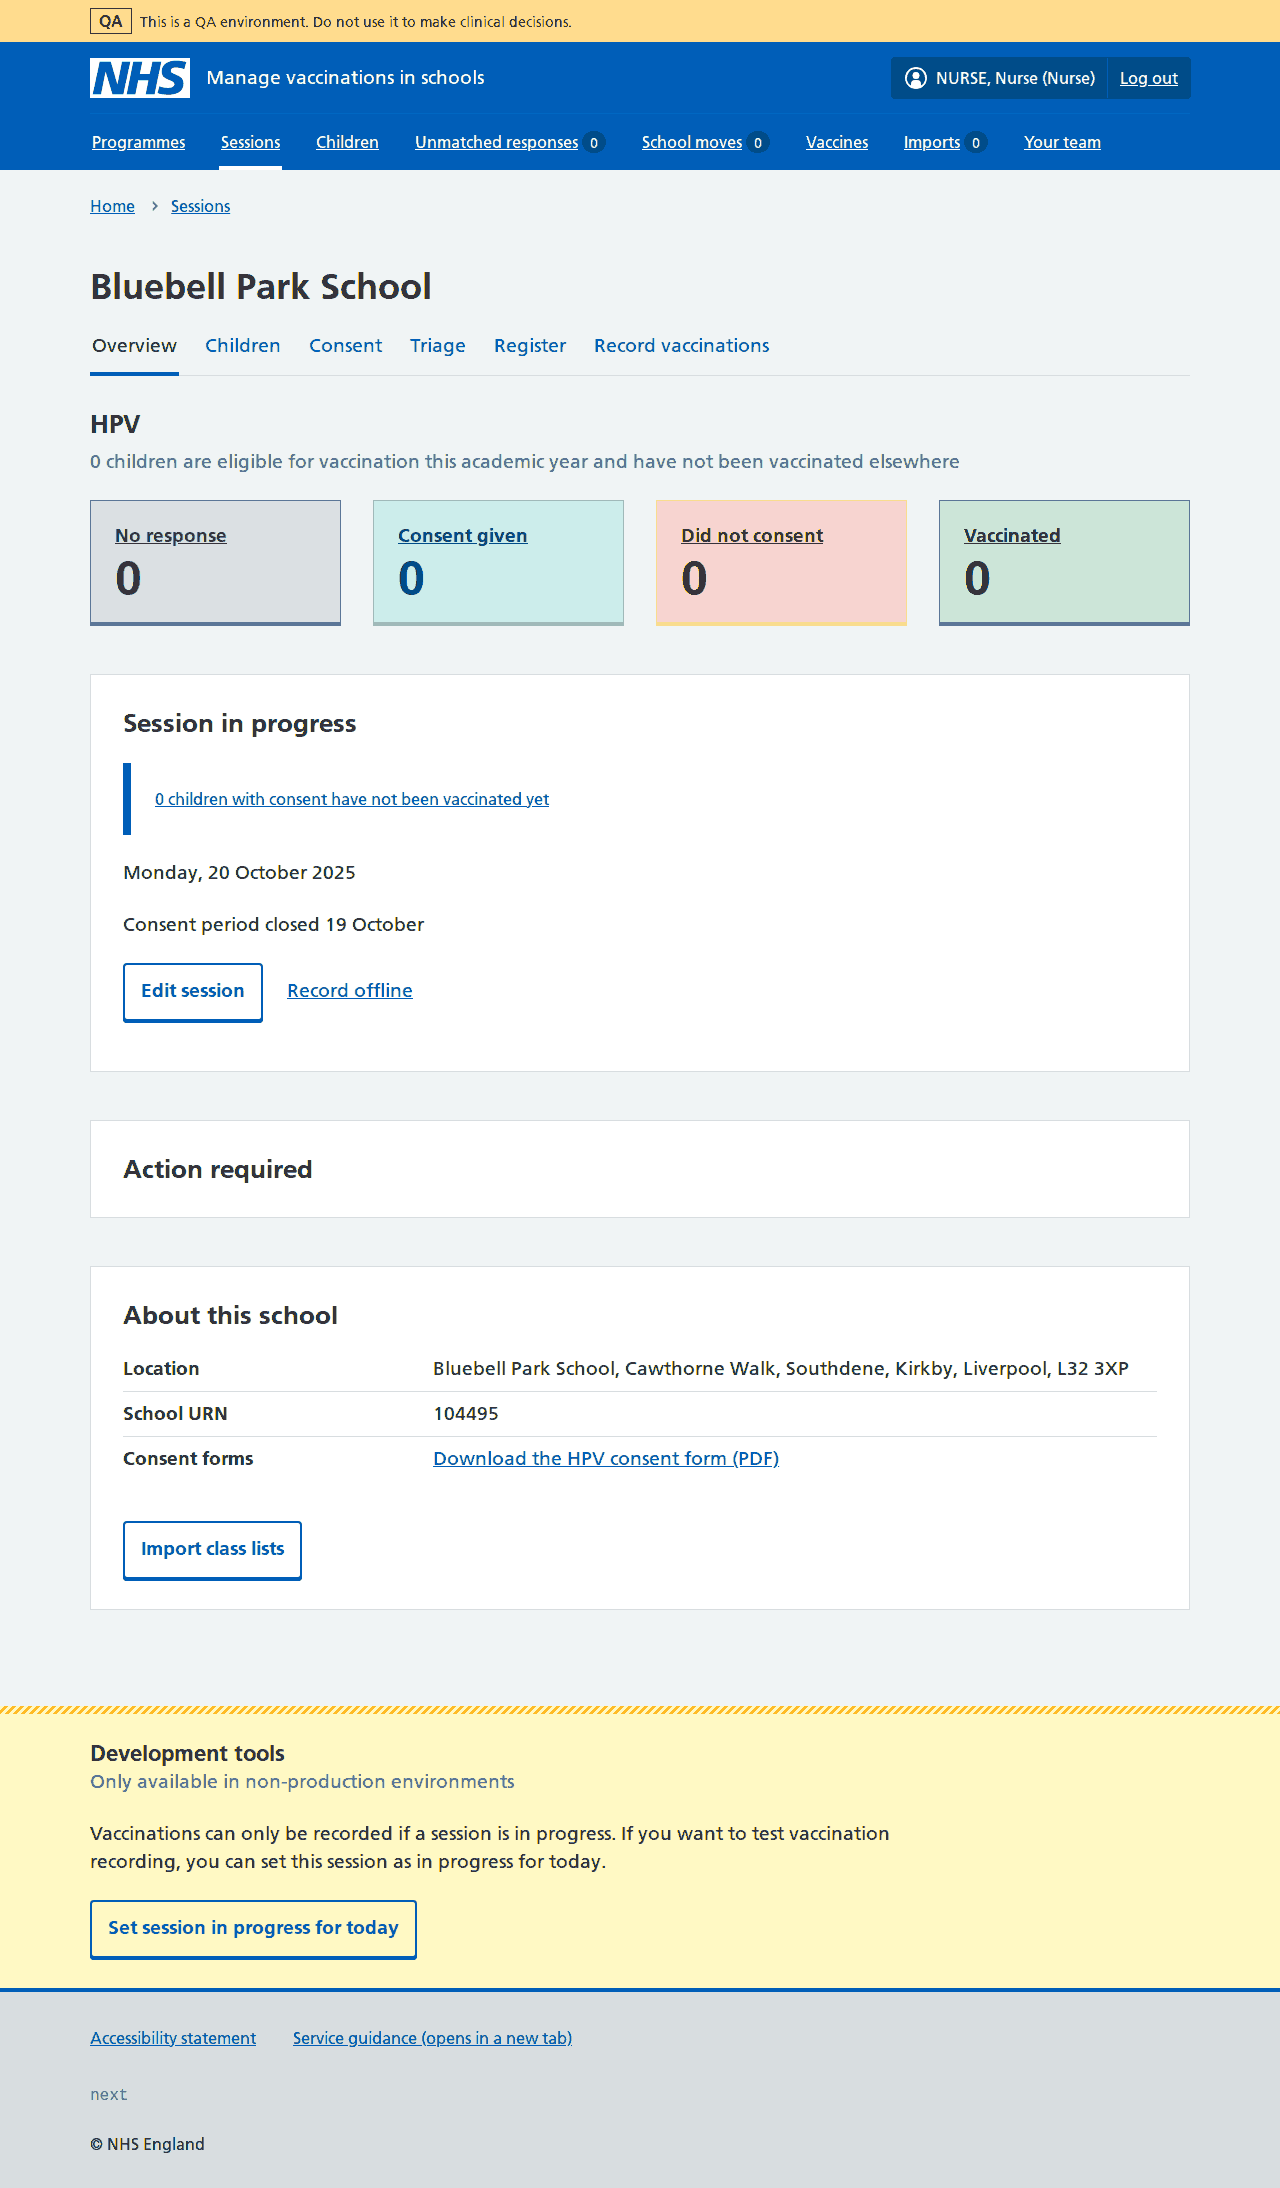 QA This is a QA environment. Do not use it to make clinical decisions.
NHS Manage vaccinations in schools NURSE, Nurse (Nurse) Log out
Programmes Sessions Children Unmatched responses 0 School moves 0 Vaccines Imports 0 Your team
Home › Sessions
Bluebell Park School
Overview Children Consent Triage Register Record vaccinations
HPV
0 children are eligible for vaccination this academic year and have not been vaccinated elsewhere
No response Consent given Did not consent Vaccinated
0 0 0 0
Session in progress
0 children with consent have not been vaccinated yet
Monday, 20 October 2025
Consent period closed 19 October
Edit session Record offline
Action required
About this school
Location Bluebell Park School, Cawthorne Walk, Southdene, Kirkby, Liverpool, L32 3XP
School URN 104495
Consent forms Download the HPV consent form (PDF)
Import class lists
Development tools
Only available in non-production environments
Vaccinations can only be recorded if a session is in progress. If you want to test vaccination
recording, you can set this session as in progress for today.
Set session in progress for today
Accessibility statement Service guidance (opens in a new tab)
next
© NHS England